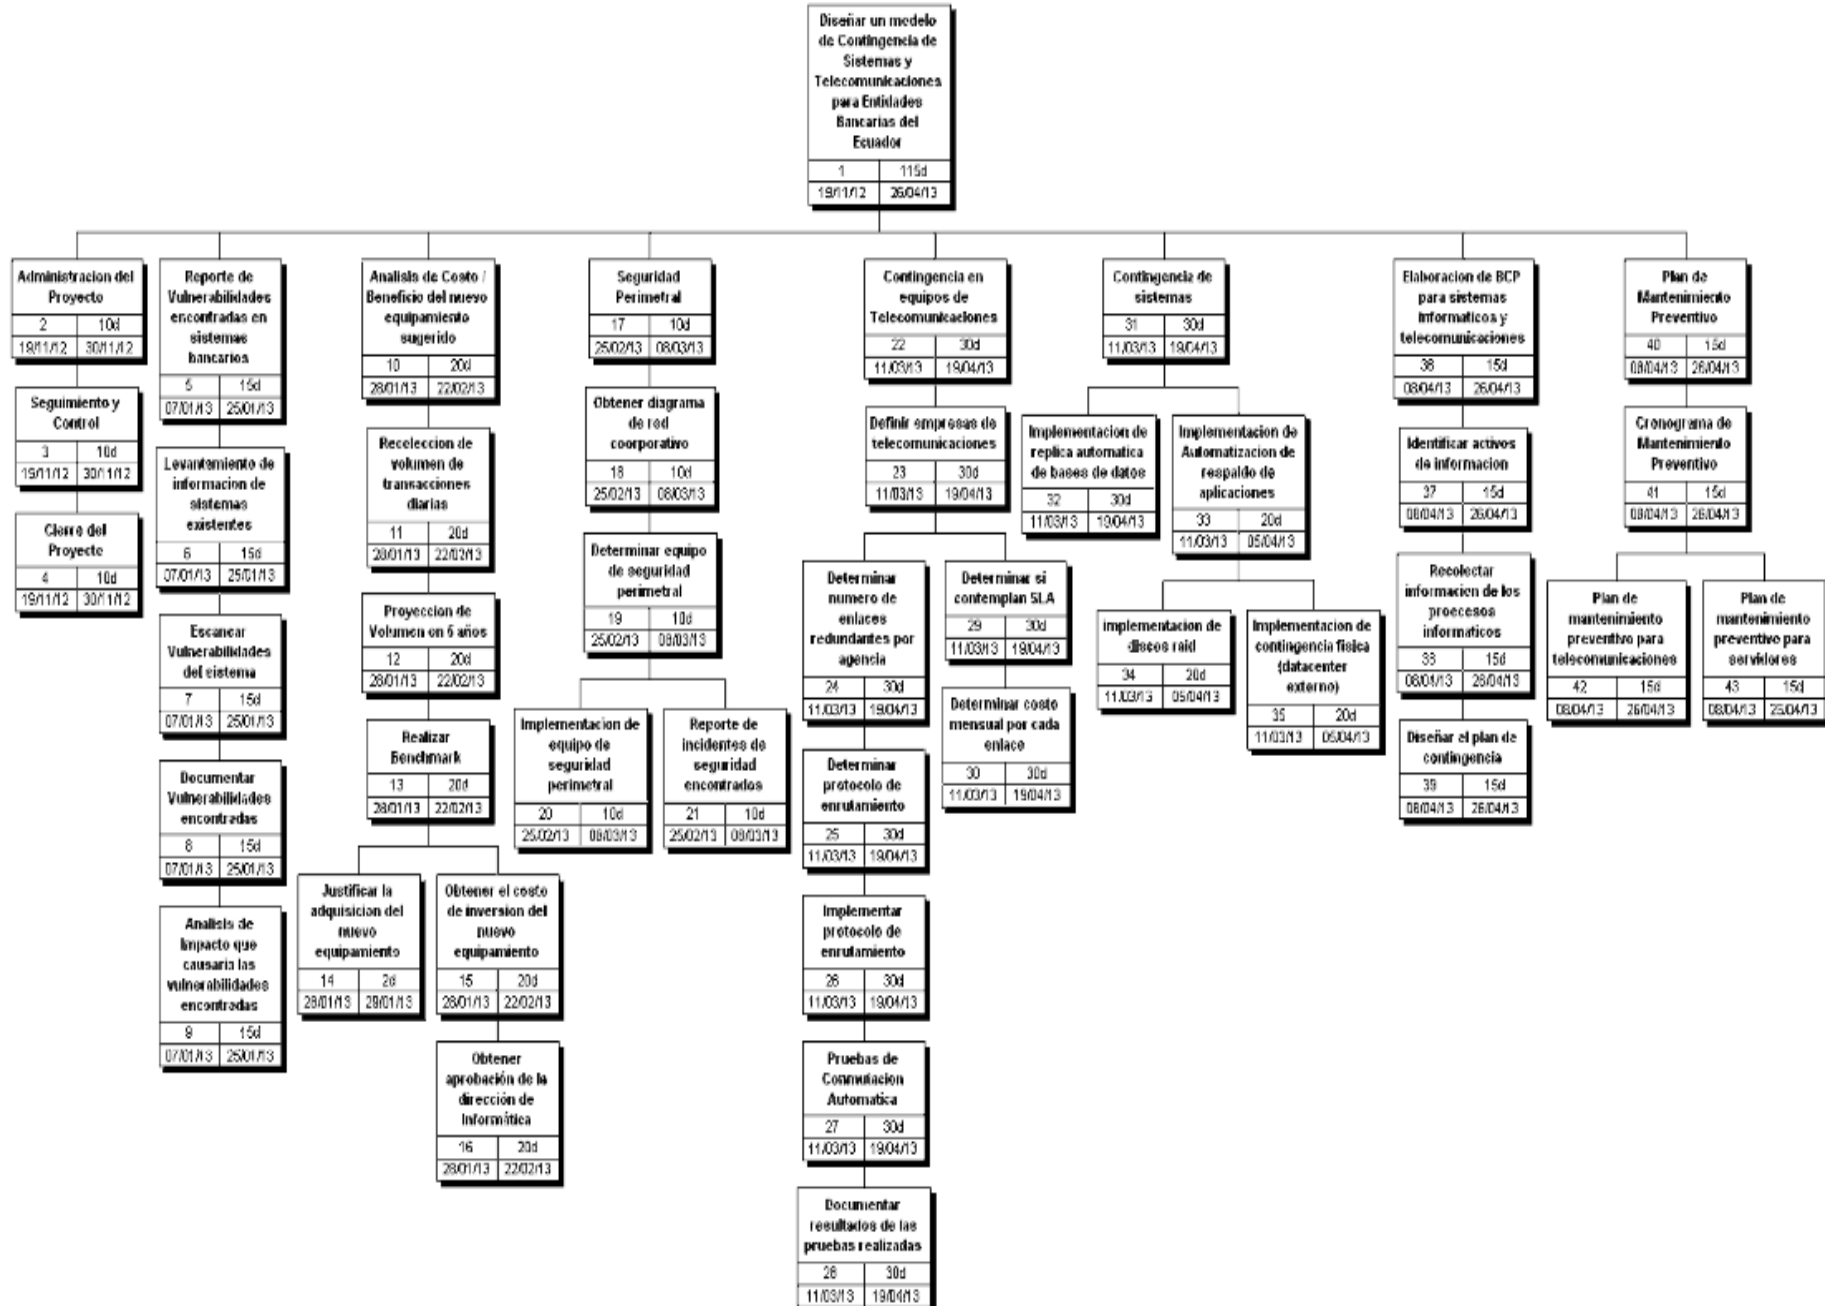 Diseñar un modelo
de Contingencia de
Sistemas y
Telecomunicaciones
para Entidades
Bancarias del
Ecuador
1 115d
19/11/12 26/04/13
Administracion del
Proyecto
2 10d
19/11/12 30/11/12
Seguimiento y
Control
3 10d
19/11/12 30/11/12
Cierre del
Proyecto
4 10d
19/11/12 30/11/12
Reporte de
Vulnerabilidades
encontradas en
sistemas
bancarios
5 15d
07/01/13 25/01/13
Levantamiento de
informacion de
sistemas
existentes
6 15d
07/01/13 25/01/13
Escanear
Vulnerabilidades
del sistema
7 15d
07/01/13 25/01/13
Documentar
Vulnerabilidades
encontradas
8 15d
07/01/13 25/01/13
Analisis de
Impacto que
causaria las
vulnerabilidades
encontradas
9 15d
07/01/13 25/01/13
Analisis de Costo /
Beneficio del nuevo
equipamiento
sugerido
10 20d
28/01/13 22/02/13
Recoleccion de
volumen de
transacciones
diarias
11 20d
28/01/13 22/02/13
Proyeccion de
Volumen en 5 años
12 20d
28/01/13 22/02/13
Realizar
Benchmark
13 20d
28/01/13 22/02/13
Justificar la
adquisicion del
nuevo
equipamiento
14 2d
28/01/13 29/01/13
Obtener el costo
de inversion del
nuevo
equipamiento
15 20d
28/01/13 22/02/13
Obtener
aprobación de la
dirección de
Informática
16 20d
28/01/13 22/02/13
Seguridad
Perimetral
17 10d
25/02/13 08/03/13
Obtener diagrama
de red
coorporativo
18 10d
25/02/13 08/03/13
Determinar equipo
de seguridad
perimetral
19 10d
25/02/13 08/03/13
Implementacion de
equipo de
seguridad
perimetral
20 10d
25/02/13 08/03/13
Reporte de
incidentes de
seguridad
encontrados
21 10d
25/02/13 08/03/13
Contingencia en
equipos de
Telecomunicaciones
22 30d
11/03/13 19/04/13
Definir empresas de
telecomunicaciones
23 30d
11/03/13 19/04/13
Determinar
numero de
enlaces
redundantes por
agencia
24 30d
11/03/13 19/04/13
Determinar
protocolo de
enrutamiento
25 30d
11/03/13 19/04/13
Implementar
protocolo de
enrutamiento
26 30d
11/03/13 19/04/13
Pruebas de
Conmutacion
Automatica
27 30d
11/03/13 19/04/13
Documentar
resultados de las
pruebas realizadas
28 30d
11/03/13 19/04/13
Determinar si
contemplan SLA
29 30d
11/03/13 19/04/13
Determinar costo
mensual por cada
enlace
30 30d
11/03/13 19/04/13
Contingencia de
sistemas
31 30d
11/03/13 19/04/13
Implementacion de
replica automatica
de bases de datos
32 30d
11/03/13 19/04/13
Implementacion de
Automatizacion de
respaldo de
aplicaciones
33 20d
11/03/13 05/04/13
implementacion de
discos raid
34 20d
11/03/13 05/04/13
Implementacion de
contingencia fisica
(datacenter
externo)
35 20d
11/03/13 05/04/13
Elaboracion de BCP
para sistemas
informaticos y
telecomunicaciones
36 15d
08/04/13 26/04/13
Identificar activos
de informacion
37 15d
08/04/13 26/04/13
Recolectar
informacion de los
procesos
informaticos
38 15d
08/04/13 26/04/13
Diseñar el plan de
contingencia
39 15d
08/04/13 26/04/13
Plan de
Mantenimiento
Preventivo
40 15d
08/04/13 26/04/13
Cronograma de
Mantenimiento
Preventivo
41 15d
08/04/13 26/04/13
Plan de
mantenimiento
preventivo para
telecomunicaciones
42 15d
08/04/13 26/04/13
Plan de
mantenimiento
preventivo para
servidores
43 15d
08/04/13 25/04/13